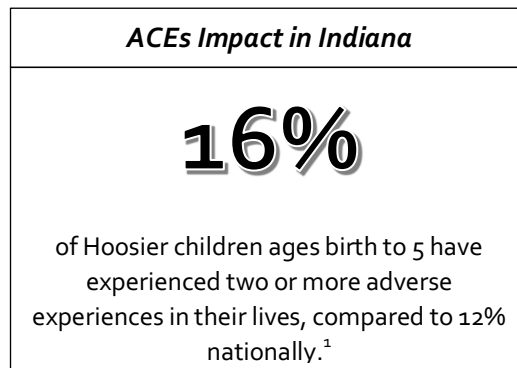 ACEs Impact in Indiana
16%
of Hoosier children ages birth to 5 have
experienced two or more adverse
experiences in their lives, compared to 12%
nationally.¹